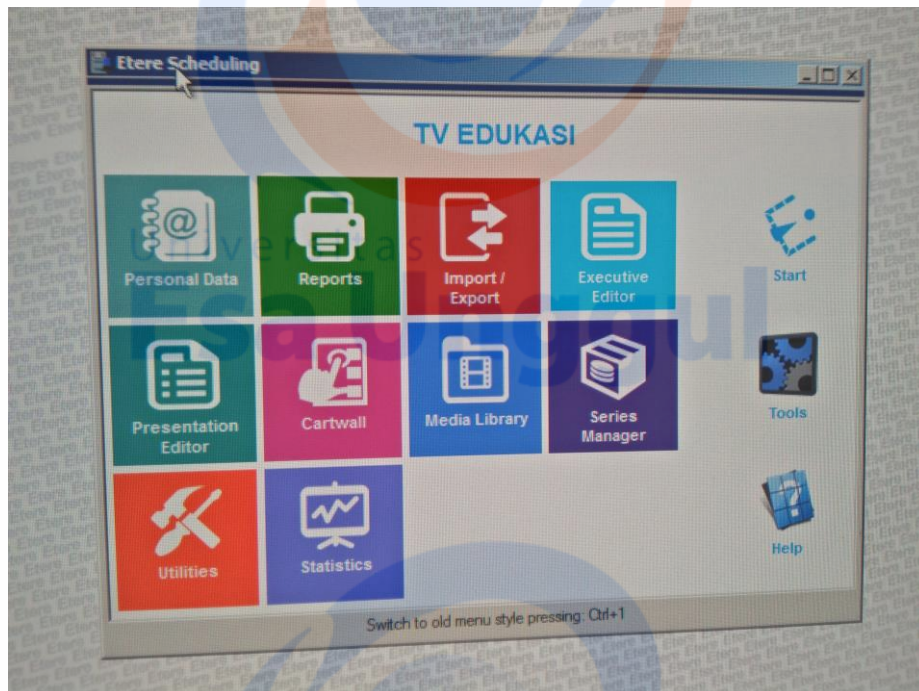 Etere Scheduling
TV EDUKASI
Personal Data
Reports
Import /
Export
Executive
Editor
Start
Presentation
Editor
Cartwall
Media Library
Series
Manager
Tools
Utilities
Statistics
Help
Switch to old menu style pressing: Ctrl+1
Universitas
Esa Unggul